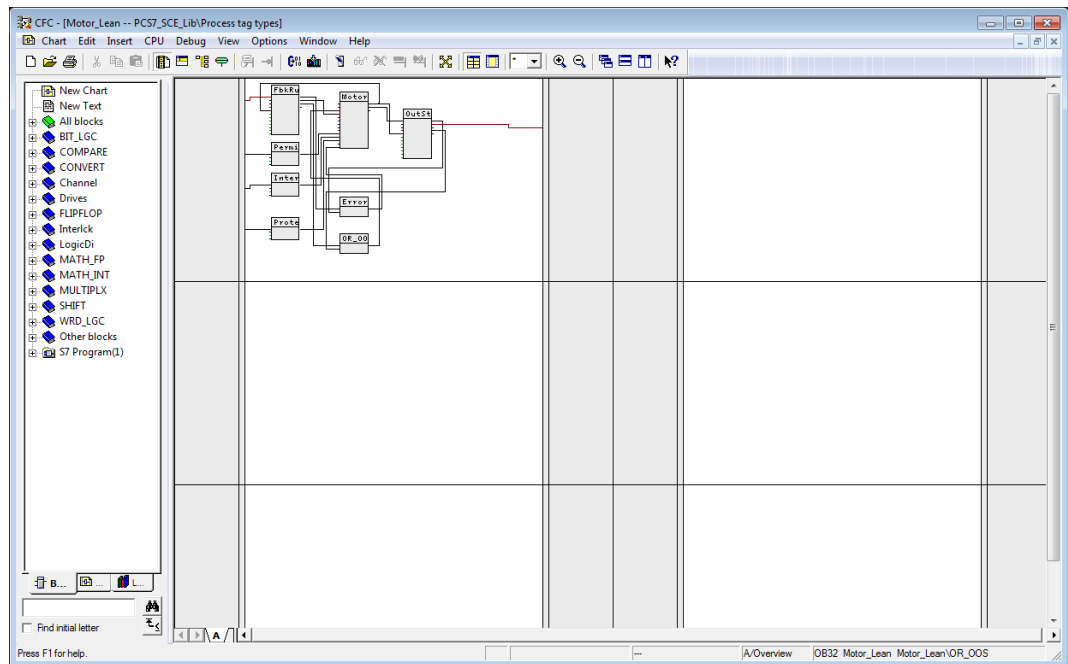 CFC - [Motor_Lean -- PCS7_SCE_Lib\Process tag types]
Chart Edit Insert CPU Debug View Options Window Help
New Chart
New Text
All blocks
BIT_LGC
COMPARE
CONVERT
Channel
Drives
FLIPFLOP
Interlck
LogicDi
MATH_FP
MATH_INT
MULTIPLX
SHIFT
WRD_LGC
Other blocks
S7 Program(1)
FbkRu
Motor
OutSt
Permi
Inter
Error
Prote
OR_OO
B... ... L...
Find initial letter
A
Press F1 for help. --- A/Overview OB32 Motor_Lean Motor_Lean\OR_OOS